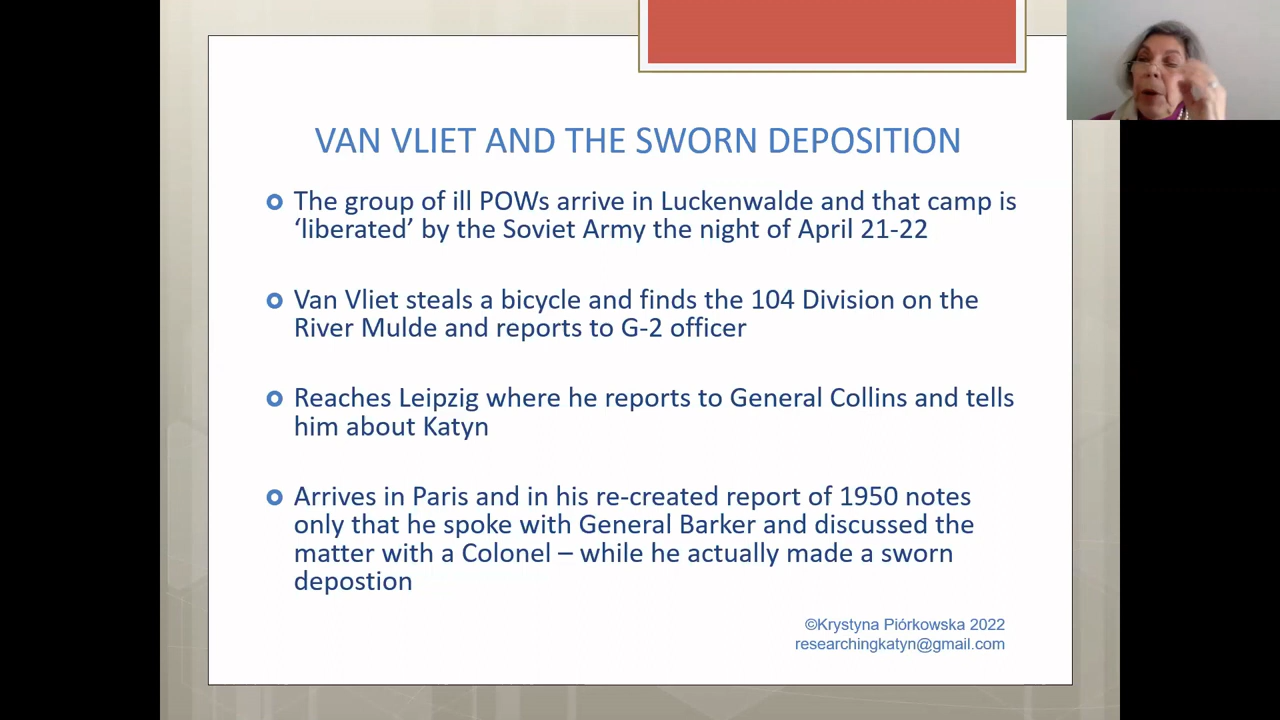 VAN VLIET AND THE SWORN DEPOSITION
The group of ill POWs arrive in Luckenwalde and that camp is
‘liberated’ by the Soviet Army the night of April 21-22
Van Vliet steals a bicycle and finds the 104 Division on the
River Mulde and reports to G-2 officer
Reaches Leipzig where he reports to General Collins and tells
him about Katyn
Arrives in Paris and in his re-created report of 1950 notes
only that he spoke with General Barker and discussed the
matter with a Colonel – while he actually made a sworn
depostion
©Krystyna Piórkowska 2022
researchingkatyn@gmail.com